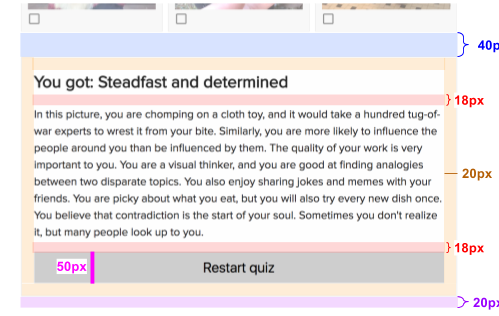 40p
You got: Steadfast and determined
18px
In this picture, you are chomping on a cloth toy, and it would take a hundred tug-of-
war experts to wrest it from your bite. Similarly, you are more likely to influence the
people around you than be influenced by them. The quality of your work is very
important to you. You are a visual thinker, and you are good at finding analogies
between two disparate topics. You also enjoy sharing jokes and memes with your
20px
friends. You are picky about what you eat, but you will also try every new dish once.
You believe that contradiction is the start of your soul. Sometimes you don't realize
it, but many people look up to you.
18px
50px
Restart quiz
20px